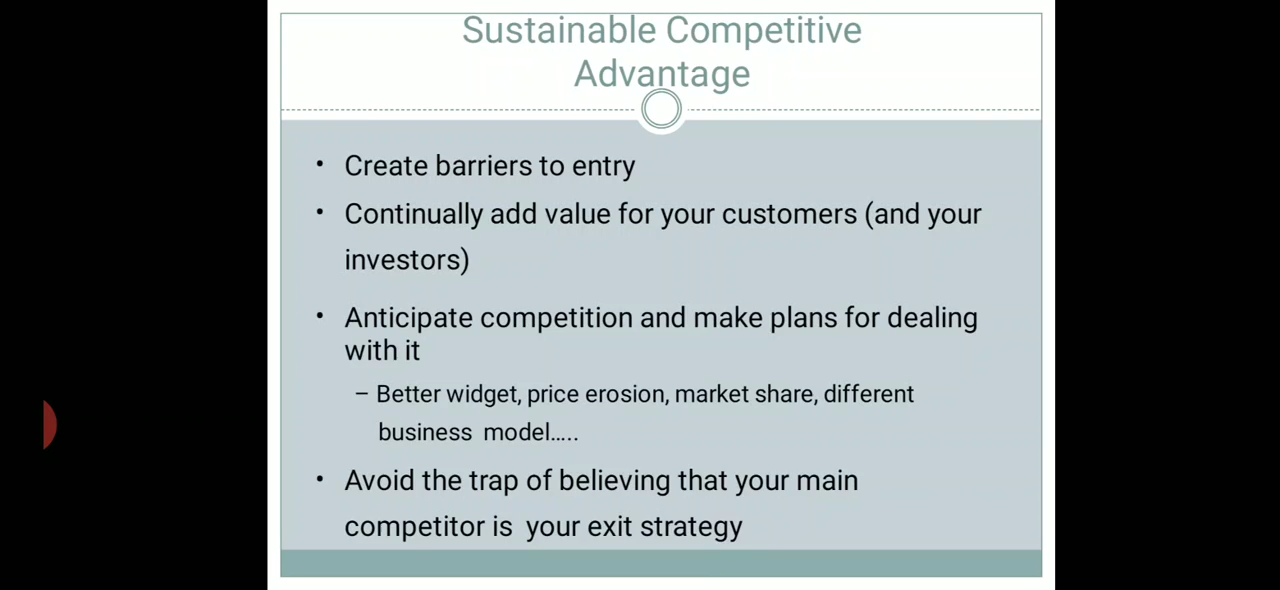 Sustainable Competitive
Advantage
• Create barriers to entry
• Continually add value for your customers (and your
investors)
• Anticipate competition and make plans for dealing
with it
– Better widget, price erosion, market share, different
business model…..
• Avoid the trap of believing that your main
competitor is your exit strategy